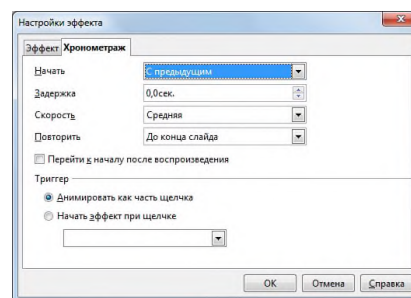 Настройки эффекта
Эффект Хронометраж
Начать С предыдущим
Задержка 0,0сек.
Скорость Средняя
Повторить До конца слайда
Перейти к началу после воспроизведения
Триггер
Анимировать как часть щелчка
Начать эффект при щелчке
OK Отмена Справка